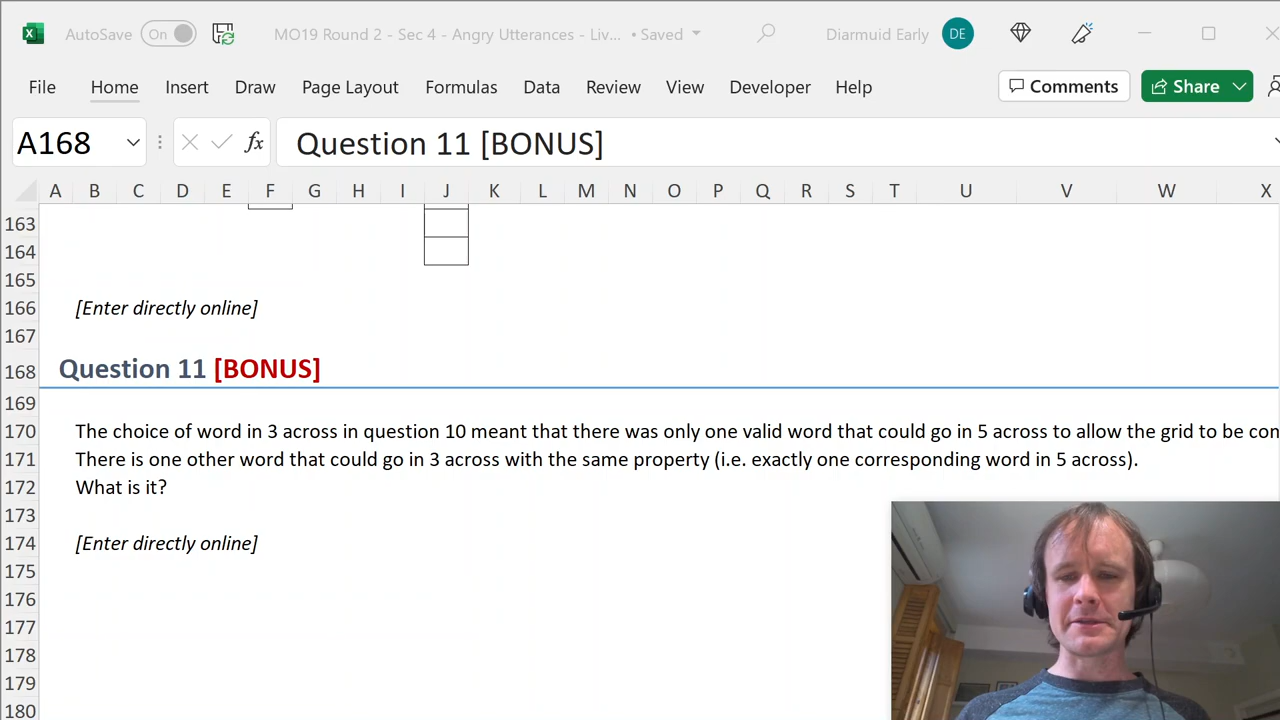 AutoSave On MO19 Round 2 - Sec 4 - Angry Utterances - Liv... • Saved Diarmuid Early DE
File Home Insert Draw Page Layout Formulas Data Review View Developer Help Comments Share
A168 fx Question 11 [BONUS]
A B C D E F G H I J K L M N O P Q R S T U V W X
163
164
165
166 [Enter directly online]
167
168 Question 11 [BONUS]
169
170 The choice of word in 3 across in question 10 meant that there was only one valid word that could go in 5 across to allow the grid to be con
171 There is one other word that could go in 3 across with the same property (i.e. exactly one corresponding word in 5 across).
172 What is it?
173
174 [Enter directly online]
175
176
177
178
179
180